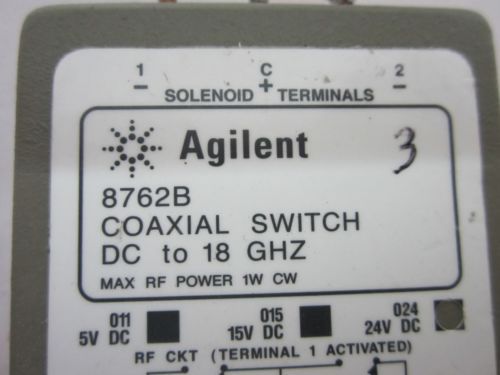 1 C 2
− SOLENOID + TERMINALS −
Agilent 3
8762B
COAXIAL SWITCH
DC to 18 GHZ
MAX RF POWER 1W CW
011 015 024
5V DC 15V DC 24V DC
RF CKT (TERMINAL 1 ACTIVATED)